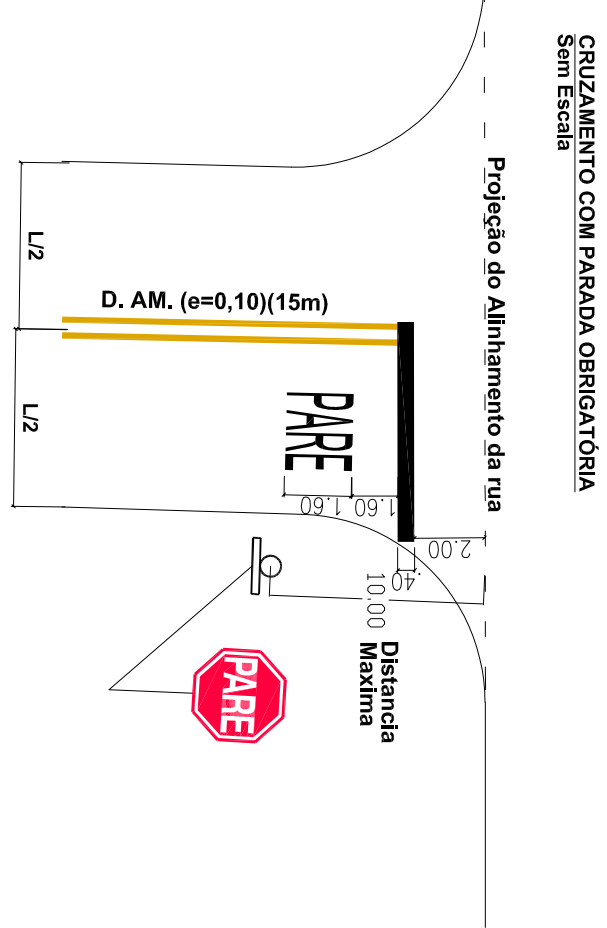 CRUZAMENTO COM PARADA OBRIGATÓRIA
Sem Escala
Projeção do Alinhamento da rua
L/2
L/2
D. AM. (e=0,10)(15m)
PARE
1.60
1.60
2.00
.40
10,00
Distancia
Maxima
PARE